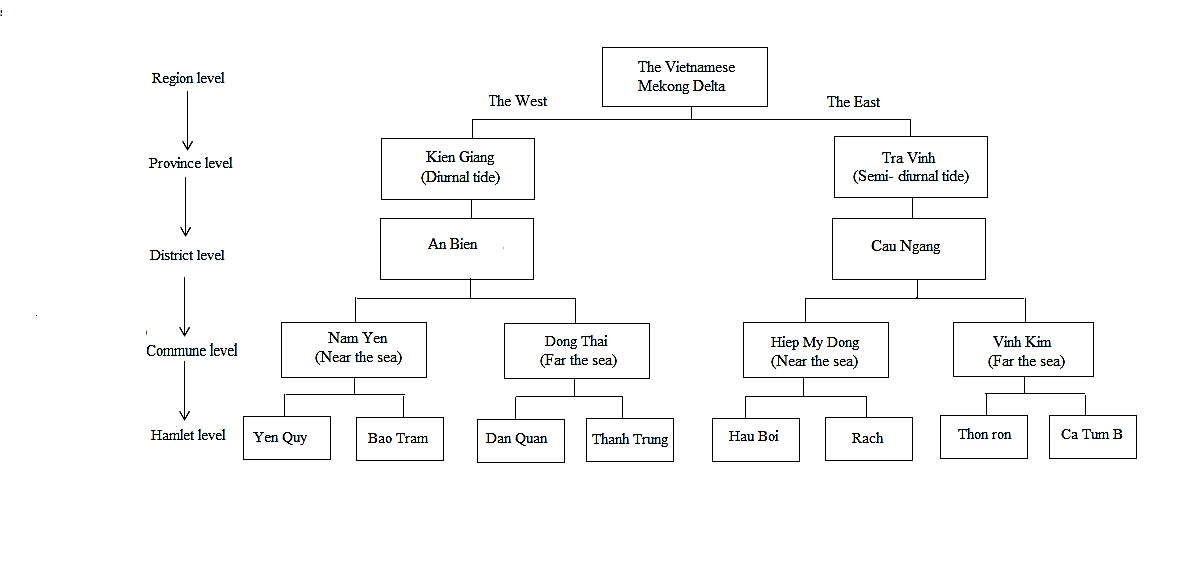 The Vietnamese
Mekong Delta
Region level
The West
The East
Province level
Kien Giang
(Diurnal tide)
Tra Vinh
(Semi- diurnal tide)
District level
An Bien
Cau Ngang
Commune level
Nam Yen
(Near the sea)
Dong Thai
(Far the sea)
Hiep My Dong
(Near the sea)
Vinh Kim
(Far the sea)
Hamlet level
Yen Quy
Bao Tram
Dan Quan
Thanh Trung
Hau Boi
Rach
Thon ron
Ca Tum B